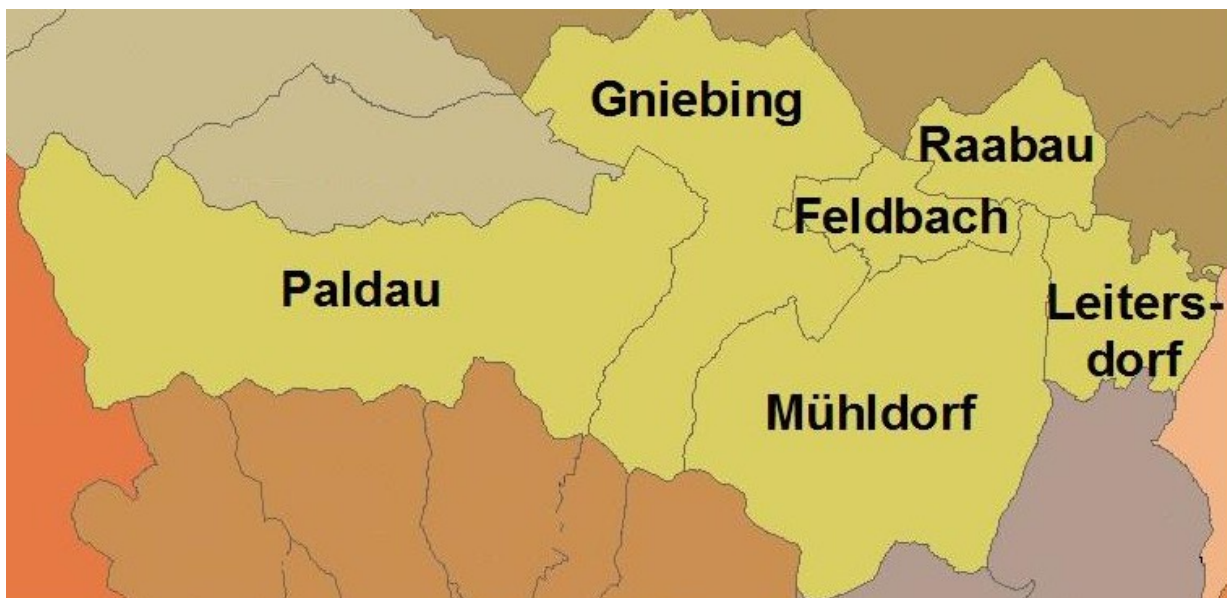 Gniebing
Raabau
Feldbach
Paldau
Leiters-
dorf
Mühldorf